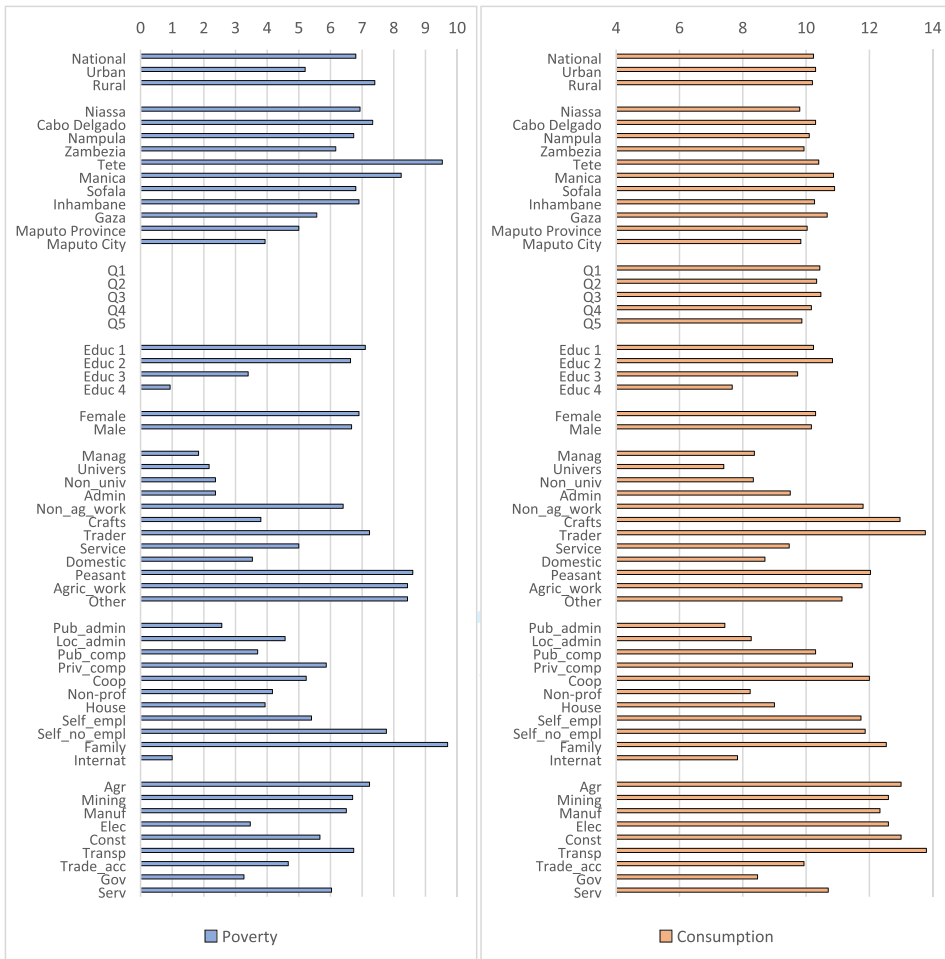 0 1 2 3 4 5 6 7 8 9 10
National
Urban
Rural
Niassa
Cabo Delgado
Nampula
Zambezia
Tete
Manica
Sofala
Inhambane
Gaza
Maputo Province
Maputo City
Q1
Q2
Q3
Q4
Q5
Educ 1
Educ 2
Educ 3
Educ 4
Female
Male
Manag
Univers
Non_univ
Admin
Non_ag_work
Crafts
Trader
Service
Domestic
Peasant
Agric_work
Other
Pub_admin
Loc_admin
Pub_comp
Priv_comp
Coop
Non-prof
House
Self_empl
Self_no_empl
Family
Internat
Agr
Mining
Manuf
Elec
Const
Transp
Trade_acc
Gov
Serv
Poverty
4 6 8 10 12 14
National
Urban
Rural
Niassa
Cabo Delgado
Nampula
Zambezia
Tete
Manica
Sofala
Inhambane
Gaza
Maputo Province
Maputo City
Q1
Q2
Q3
Q4
Q5
Educ 1
Educ 2
Educ 3
Educ 4
Female
Male
Manag
Univers
Non_univ
Admin
Non_ag_work
Crafts
Trader
Service
Domestic
Peasant
Agric_work
Other
Pub_admin
Loc_admin
Pub_comp
Priv_comp
Coop
Non-prof
House
Self_empl
Self_no_empl
Family
Internat
Agr
Mining
Manuf
Elec
Const
Transp
Trade_acc
Gov
Serv
Consumption